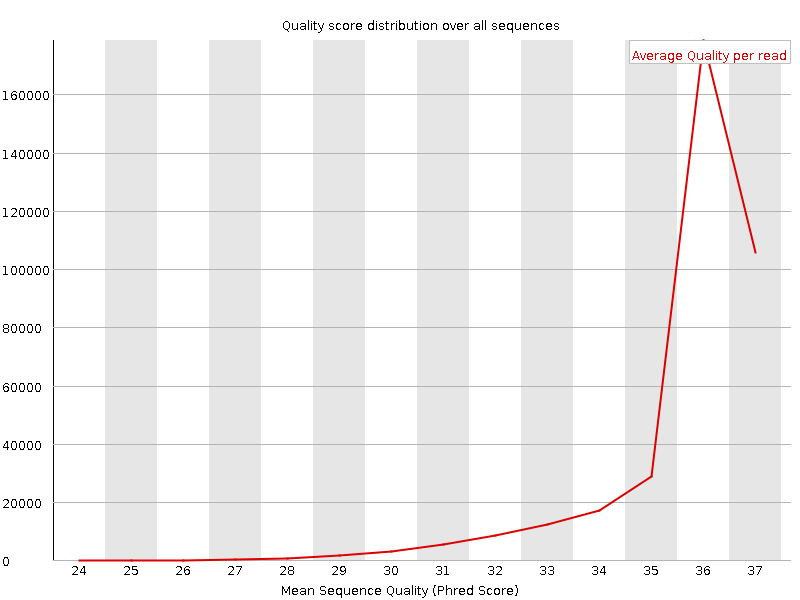 Quality score distribution over all sequences
Average Quality per read
160000
140000
120000
100000
80000
60000
40000
20000
0
24 25 26 27 28 29 30 31 32 33 34 35 36 37
Mean Sequence Quality (Phred Score)